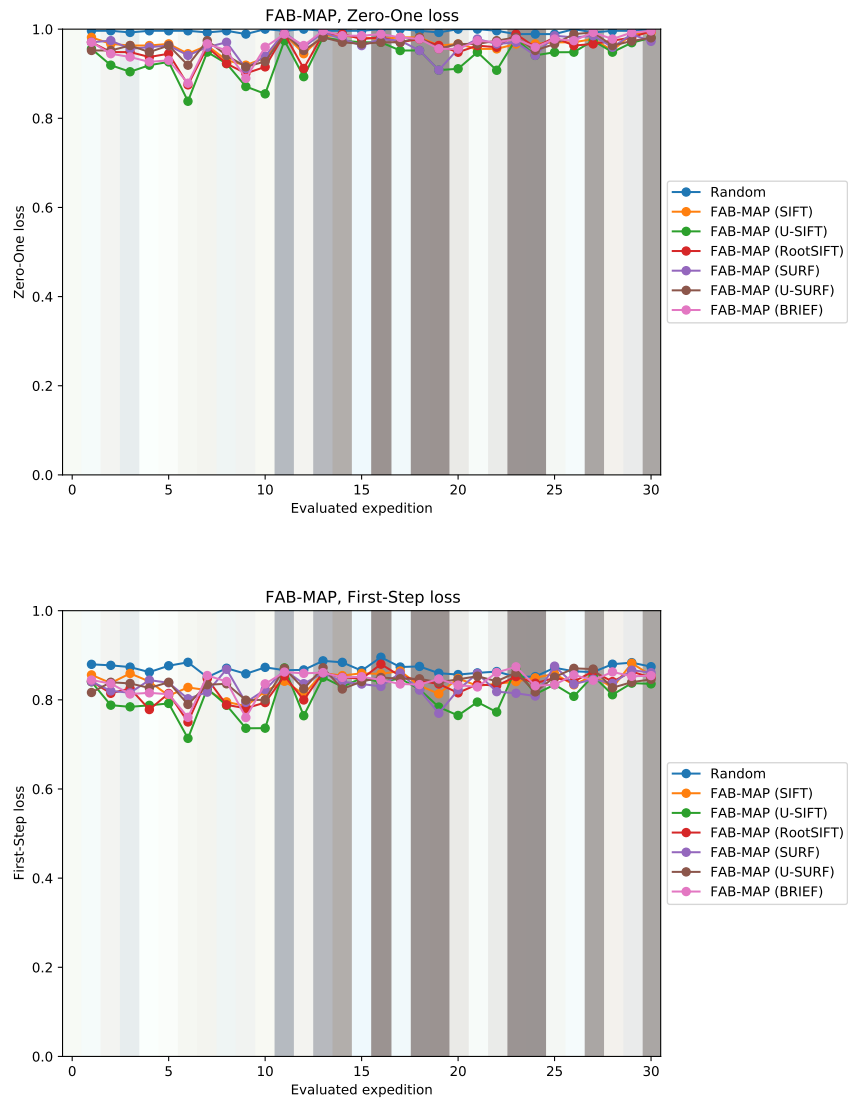 FAB-MAP, Zero-One loss
1.0
0.8
0.6
0.4
0.2
0.0
Zero-One loss
0 5 10 15 20 25 30
Evaluated expedition
Random
FAB-MAP (SIFT)
FAB-MAP (U-SIFT)
FAB-MAP (RootSIFT)
FAB-MAP (SURF)
FAB-MAP (U-SURF)
FAB-MAP (BRIEF)
FAB-MAP, First-Step loss
1.0
0.8
0.6
0.4
0.2
0.0
First-Step loss
0 5 10 15 20 25 30
Evaluated expedition
Random
FAB-MAP (SIFT)
FAB-MAP (U-SIFT)
FAB-MAP (RootSIFT)
FAB-MAP (SURF)
FAB-MAP (U-SURF)
FAB-MAP (BRIEF)